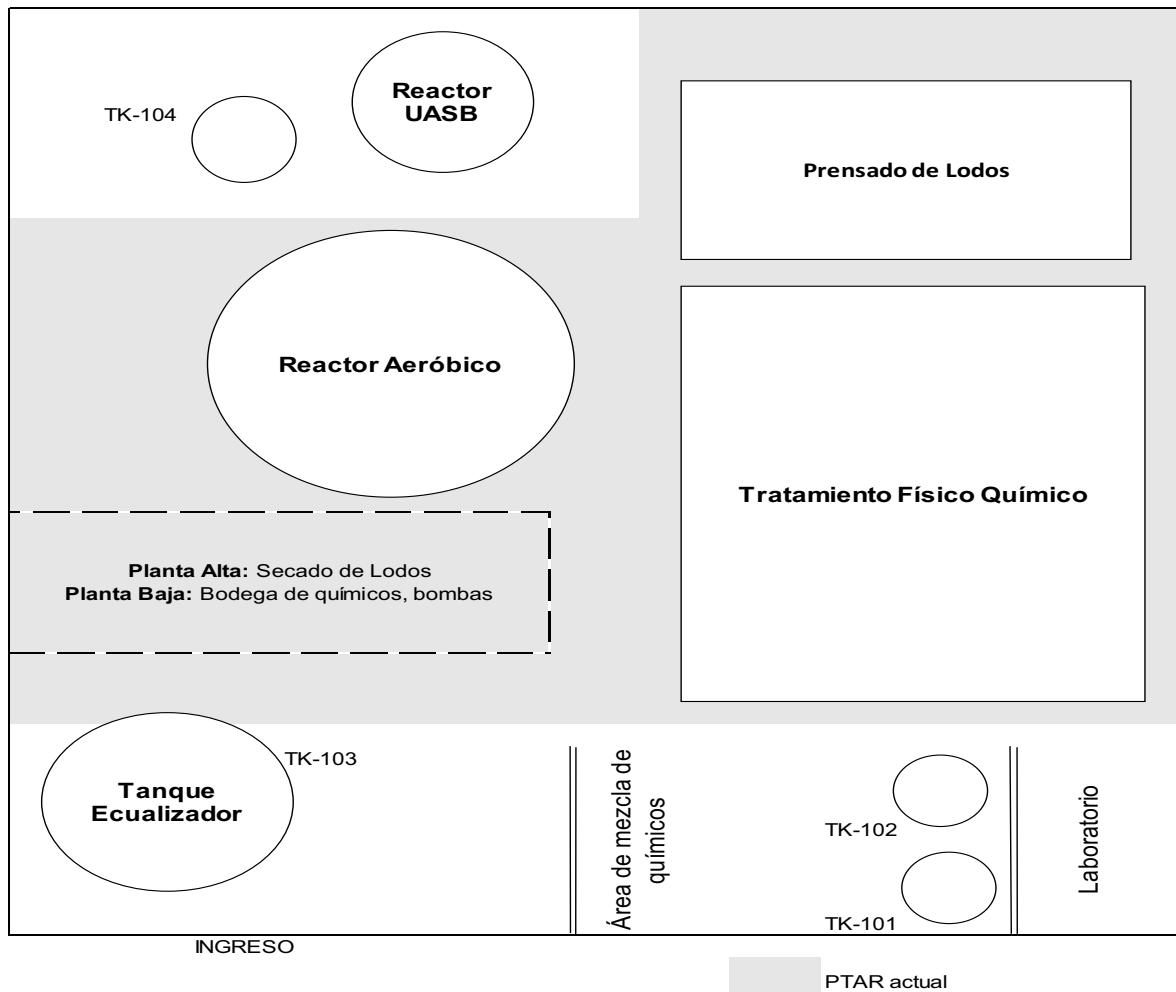 Reactor
UASB
TK-104
Prensado de Lodos
Reactor Aeróbico
Tratamiento Físico Químico
Planta Alta: Secado de Lodos
Planta Baja: Bodega de químicos, bombas
TK-103
Tanque
Ecualizador
Área de mezcla de
químicos
TK-102
TK-101
Laboratorio
INGRESO
PTAR actual